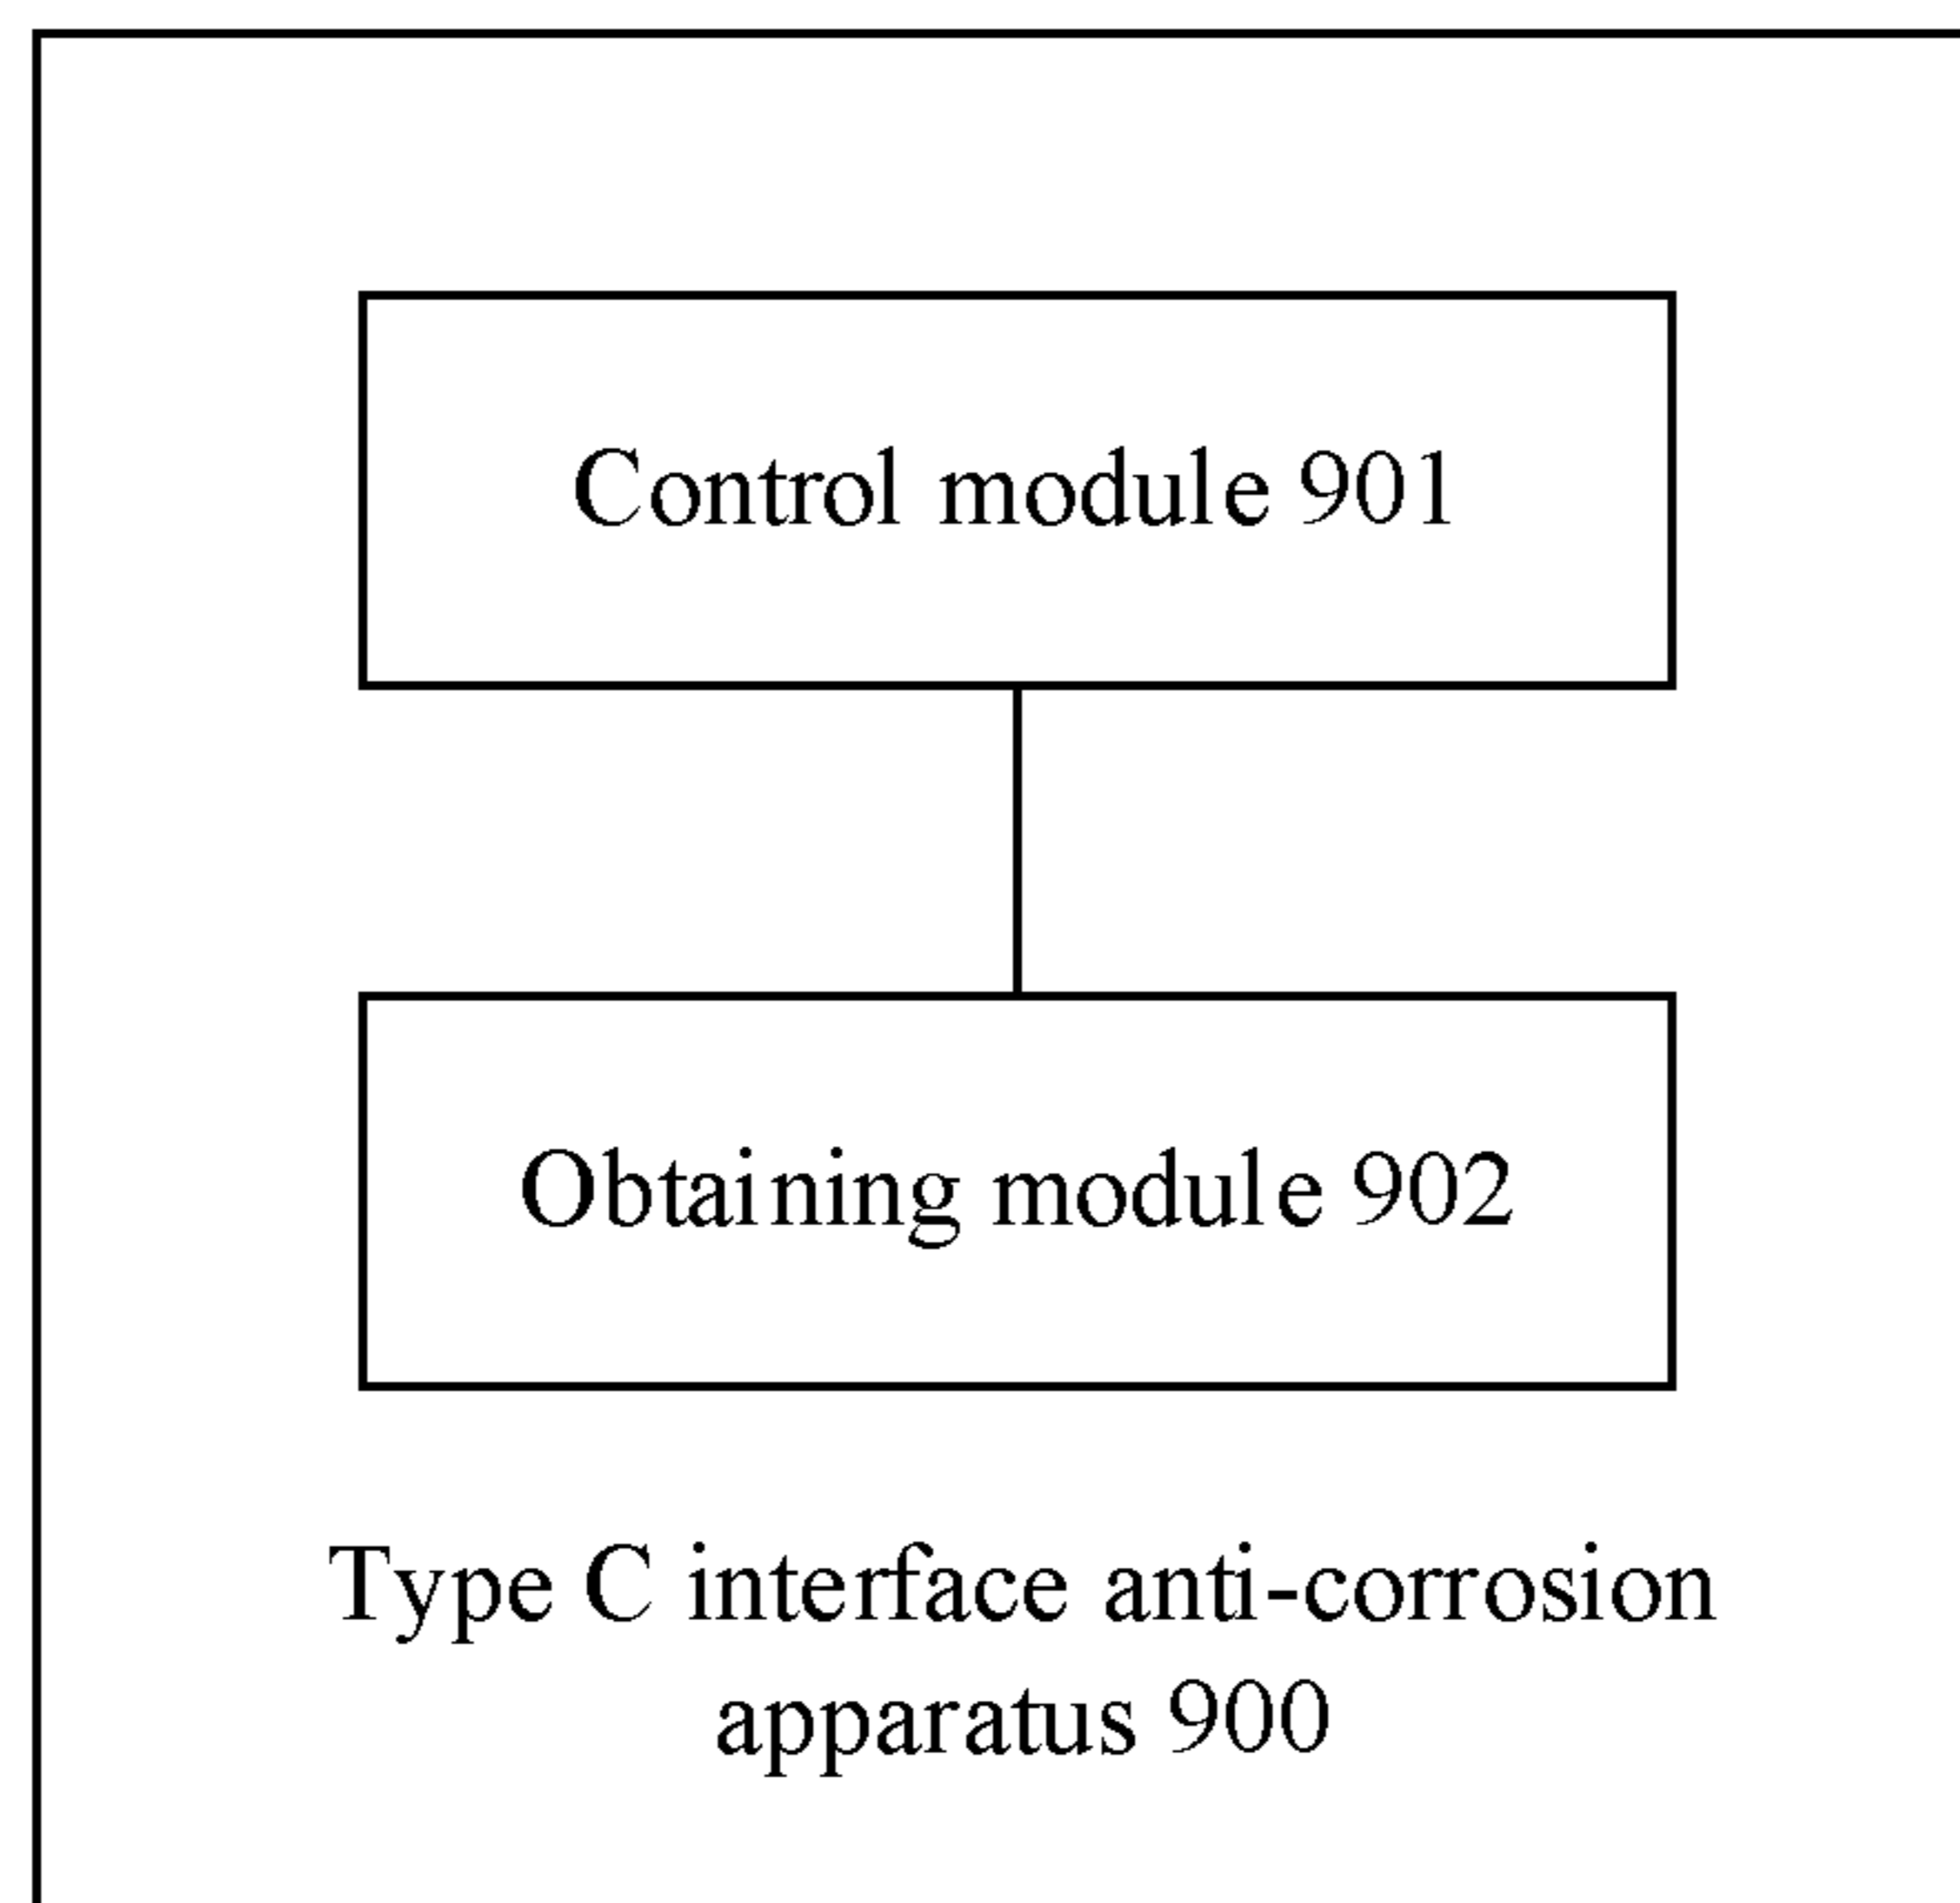 Control module 901
Obtaining module 902
Type C interface anti-corrosion
apparatus 900